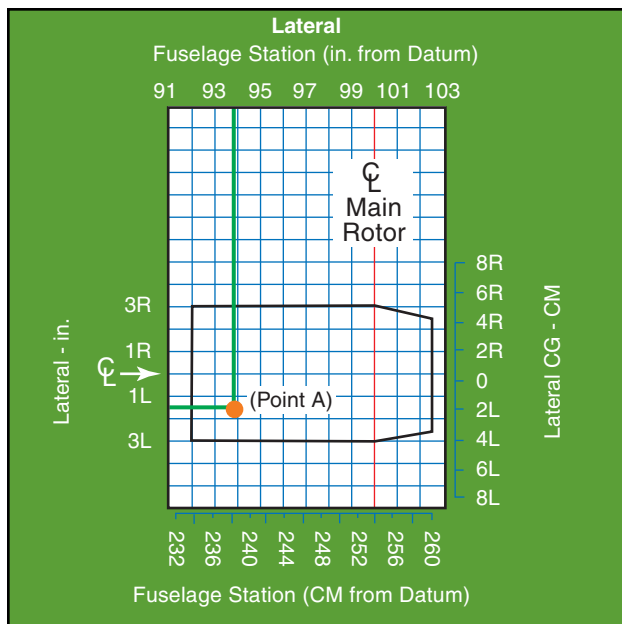 Lateral
Fuselage Station (in. from Datum)
91 93 95 97 99 101 103
℄
Main
Rotor
8R
6R
3R
4R
1R
2R
℄
0
1L
(Point A)
2L
3L
4L
6L
8L
Lateral - in.
Lateral CG - CM
232 236 240 244 248 252 256 260
Fuselage Station (CM from Datum)